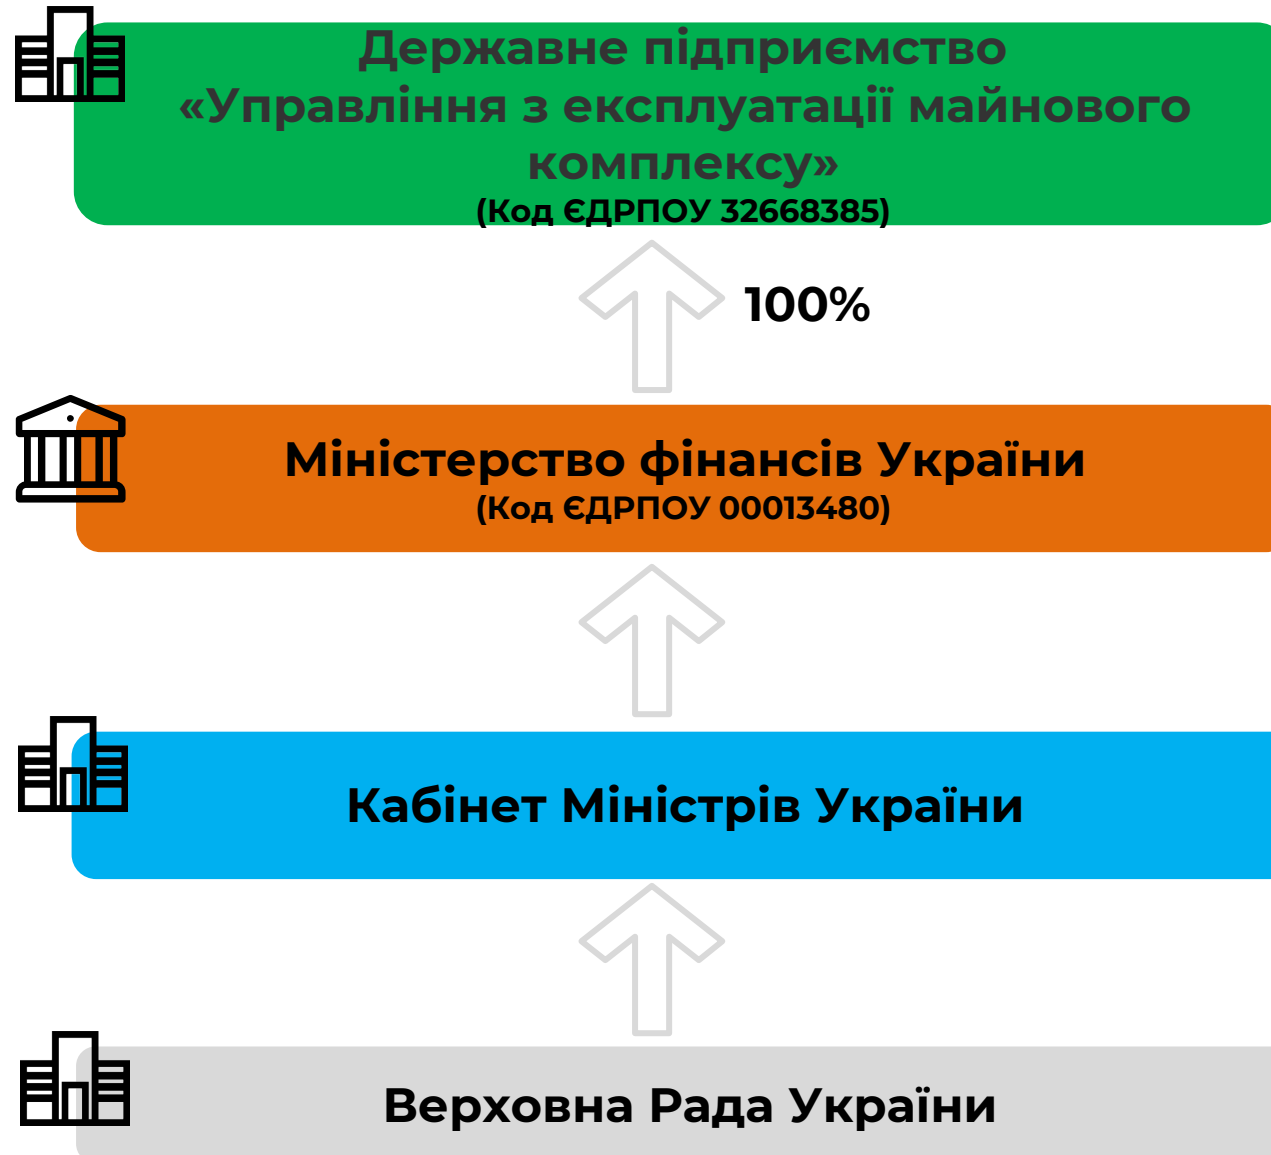 Державне підприємство
«Управління з експлуатації майнового
комплексу»
(Код ЄДРПОУ 32668385)
100%
Міністерство фінансів України
(Код ЄДРПОУ 00013480)
Кабінет Міністрів України
Верховна Рада України